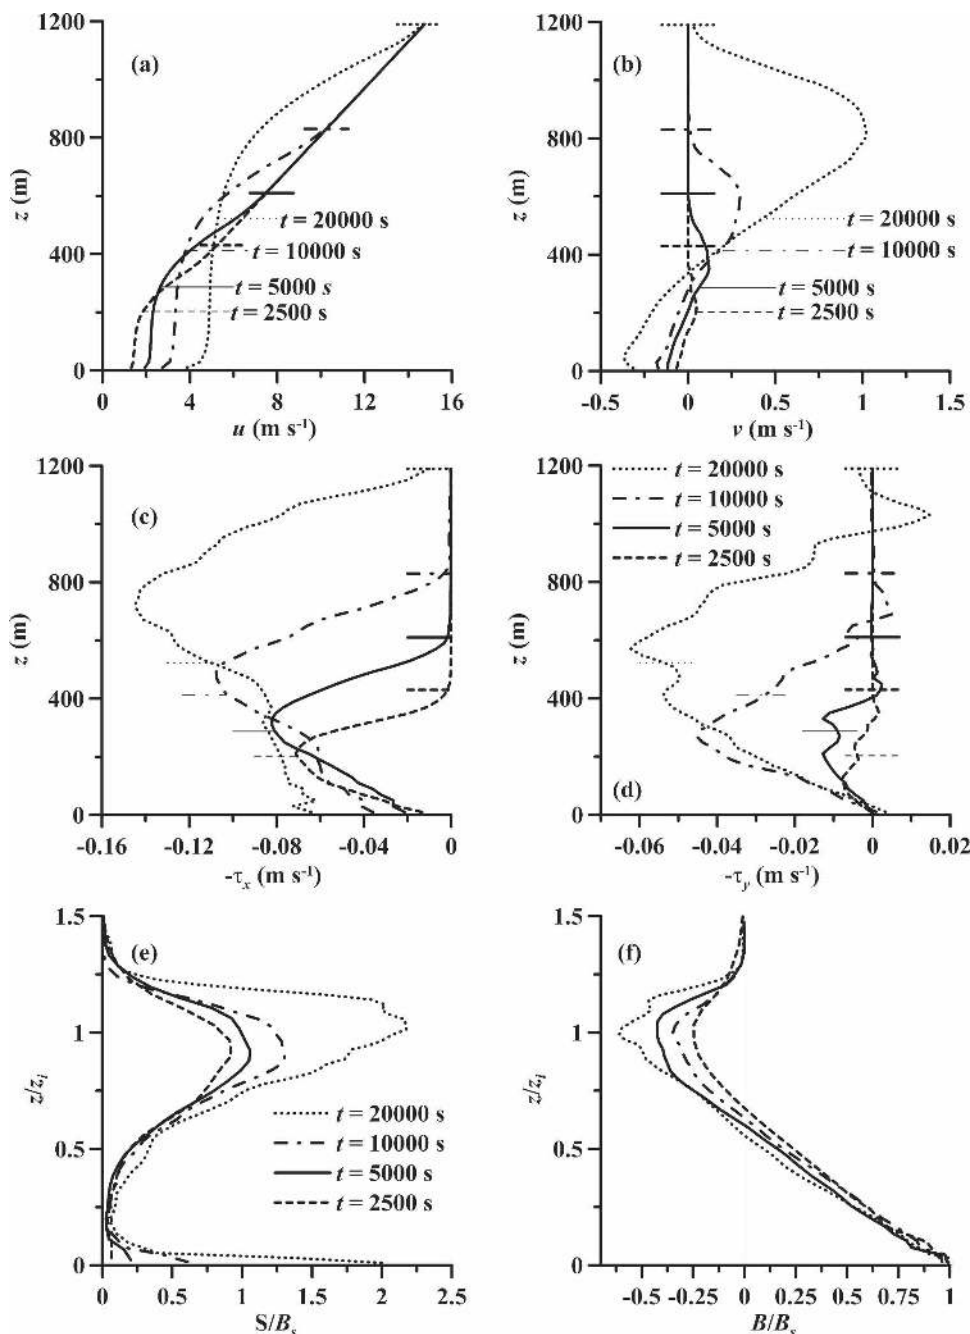 1200
800
400
0
z (m)
(a)
t = 20000 s
t = 10000 s
t = 5000 s
t = 2500 s
0
4
8
12
16
u (m s⁻¹)
1200
800
400
0
z (m)
(b)
t = 20000 s
t = 10000 s
t = 5000 s
t = 2500 s
-0.5
0
0.5
1
1.5
v (m s⁻¹)
1200
800
400
0
z (m)
(c)
-0.16
-0.12
-0.08
-0.04
0
-τx (m s⁻¹)
1200
800
400
0
z (m)
t = 20000 s
t = 10000 s
t = 5000 s
t = 2500 s
(d)
-0.06
-0.04
-0.02
0
0.02
-τy (m s⁻¹)
1.5
1
0.5
0
z/zi
(e)
t = 20000 s
t = 10000 s
t = 5000 s
t = 2500 s
0
0.5
1
1.5
2
2.5
S/Bs
1.5
1
0.5
0
z/zi
(f)
-0.5
-0.25
0
0.25
0.5
0.75
1
B/Bs